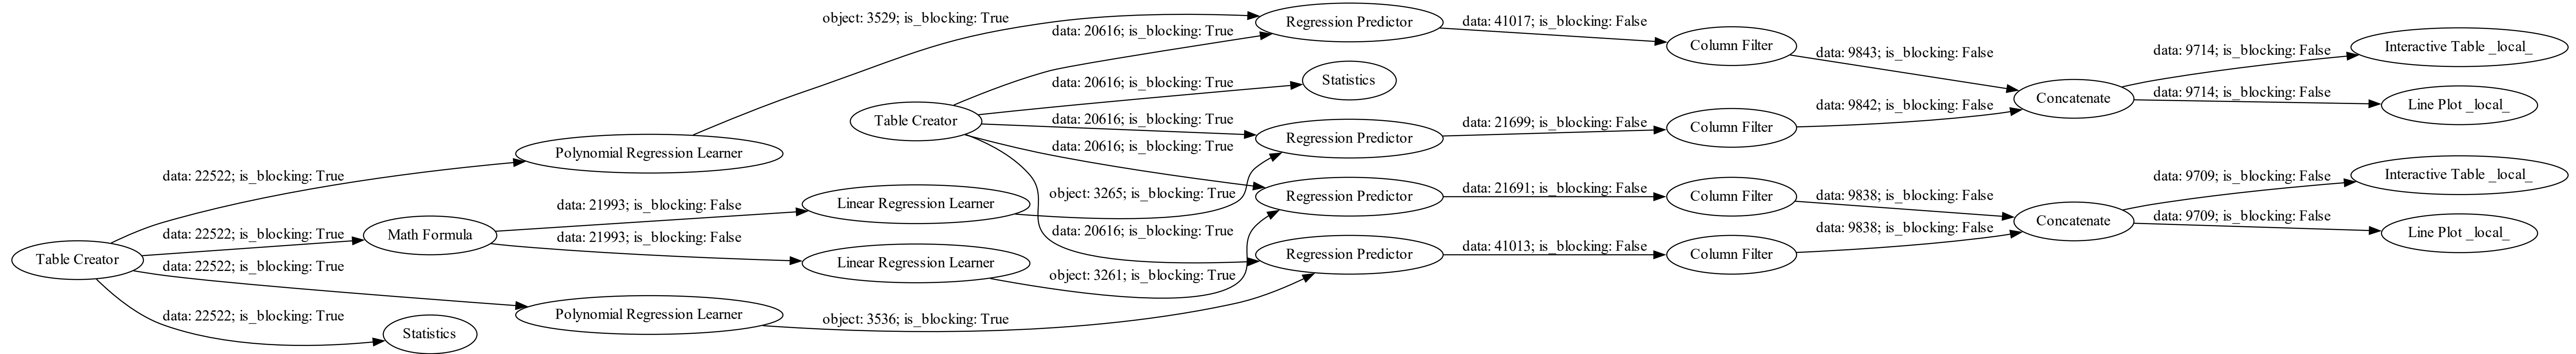 object: 3529; is_blocking: True
Regression Predictor
data: 41017; is_blocking: False
data: 20616; is_blocking: True
Column Filter
data: 9843; is_blocking: False
Interactive Table _local_
data: 9714; is_blocking: False
data: 20616; is_blocking: True
Statistics
data: 9714; is_blocking: False
Concatenate
Line Plot _local_
data: 9842; is_blocking: False
Table Creator
data: 20616; is_blocking: True
data: 21699; is_blocking: False
Column Filter
Regression Predictor
data: 20616; is_blocking: True
Polynomial Regression Learner
data: 22522; is_blocking: True
data: 9709; is_blocking: False
Interactive Table _local_
object: 3265; is_blocking: True
data: 21691; is_blocking: False
Regression Predictor
Column Filter
data: 9838; is_blocking: False
data: 21993; is_blocking: False
Linear Regression Learner
data: 9709; is_blocking: False
Concatenate
data: 22522; is_blocking: True
Math Formula
data: 21993; is_blocking: False
data: 20616; is_blocking: True
data: 9838; is_blocking: False
Line Plot _local_
data: 41013; is_blocking: False
Regression Predictor
Column Filter
Table Creator
data: 22522; is_blocking: True
Linear Regression Learner
object: 3261; is_blocking: True
data: 22522; is_blocking: True
Polynomial Regression Learner
object: 3536; is_blocking: True
Statistics